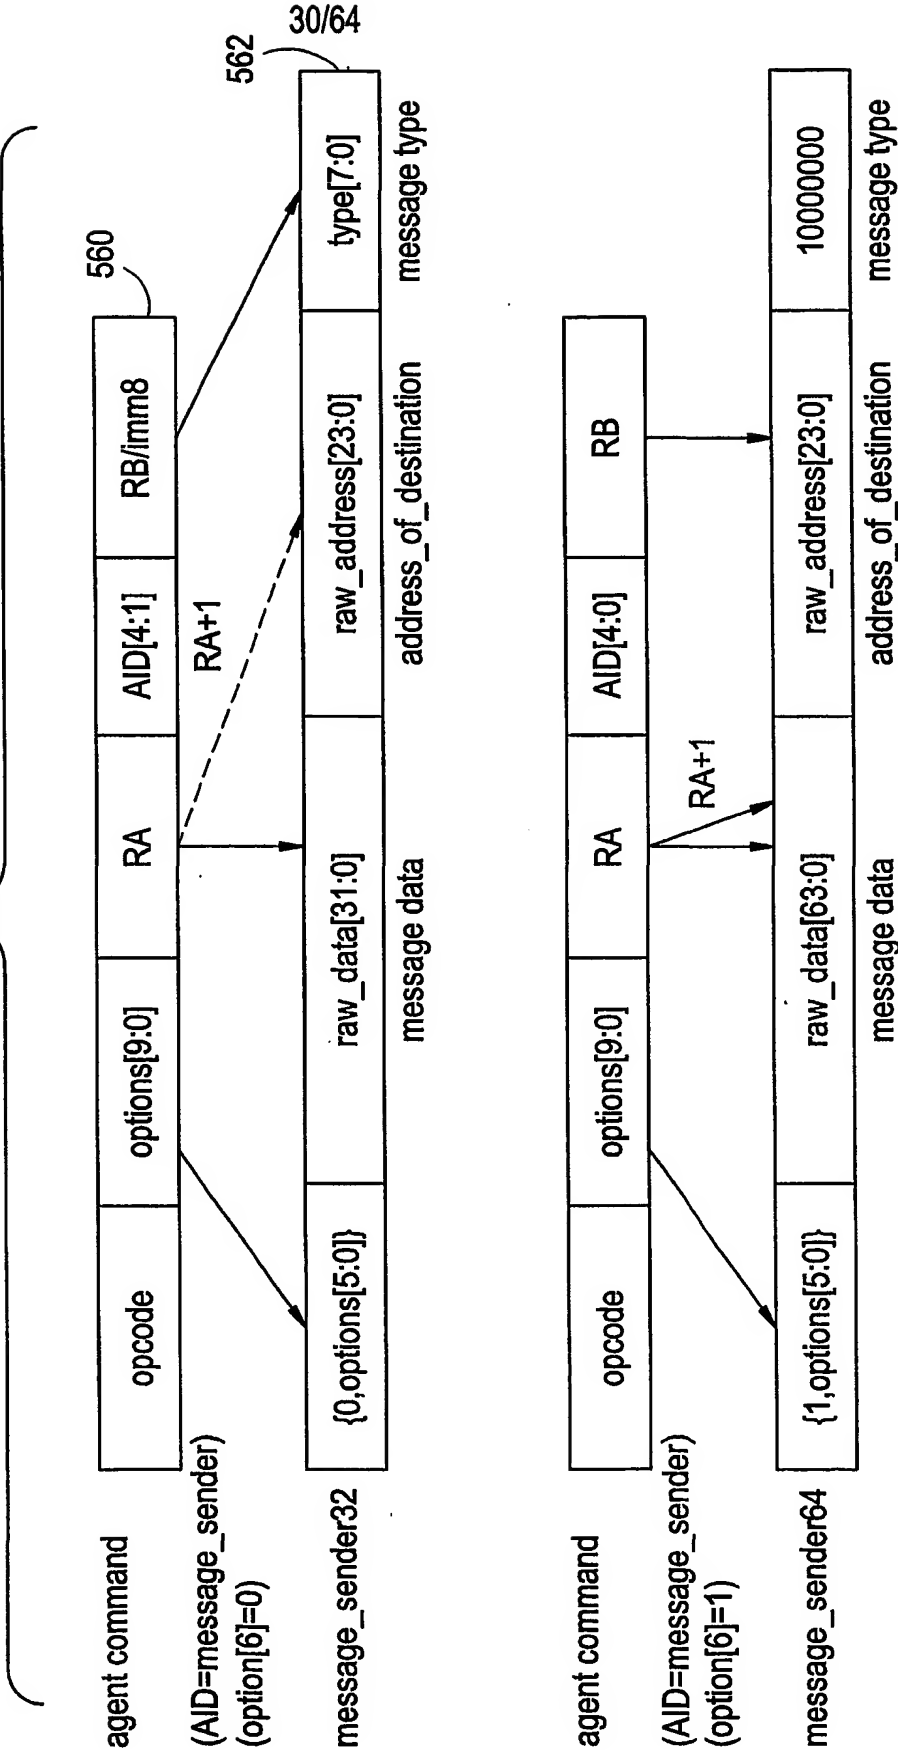 30/64
agent command
opcode
options[9:0]
RA
AID[4:1]
RB/imm8
560
(AID=message_sender)
(option[6]=0)
RA+1
562
message_sender32
{0,options[5:0]}
raw_data[31:0]
raw_address[23:0]
type[7:0]
message data
address_of_destination
message type
agent command
opcode
options[9:0]
RA
AID[4:0]
RB
(AID=message_sender)
(option[6]=1)
RA+1
message_sender64
{1,options[5:0]}
raw_data[63:0]
raw_address[23:0]
10000000
message data
address_of_destination
message type